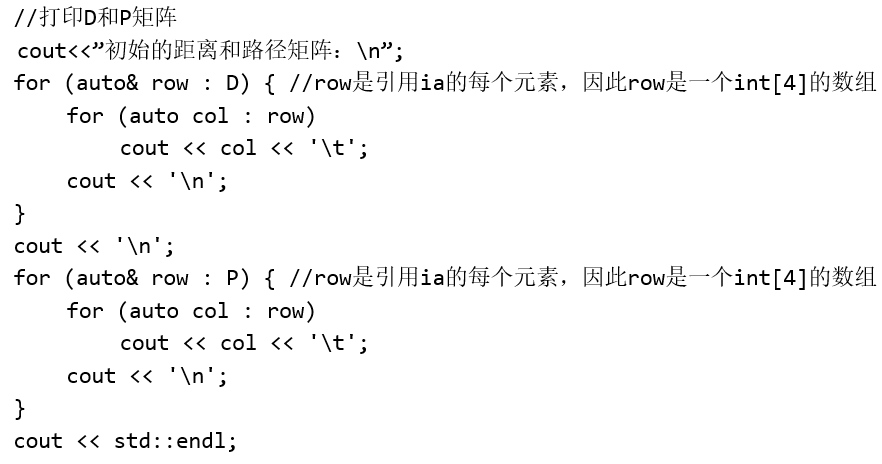 //打印D和P矩阵
cout<<”初始的距离和路径矩阵：\n”;
for (auto& row : D) { //row是引用ia的每个元素，因此row是一个int[4]的数组
    for (auto col : row)
        cout << col << '\t';
    cout << '\n';
}
cout << '\n';
for (auto& row : P) { //row是引用ia的每个元素，因此row是一个int[4]的数组
    for (auto col : row)
        cout << col << '\t';
    cout << '\n';
}
cout << std::endl;